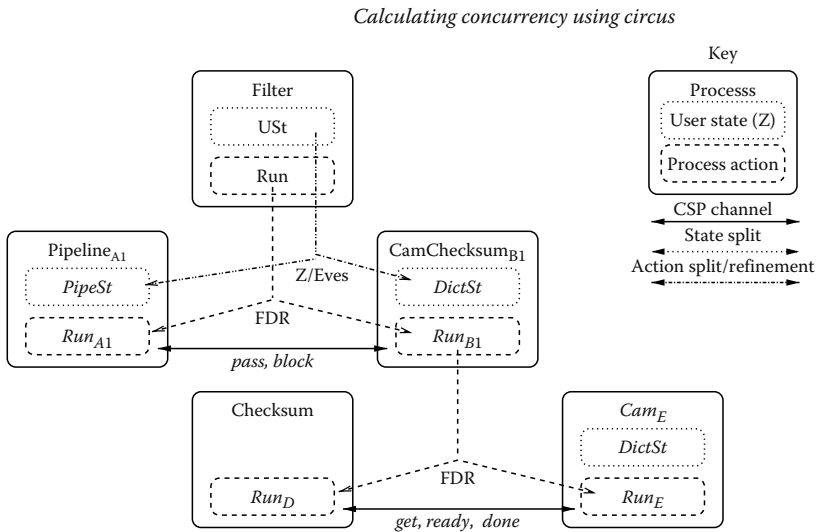 Calculating concurrency using circus
Key
Filter
USt
Run
Processs
User state (Z)
Process action
CSP channel
State split
Action split/refinement
Pipeline_A1
PipeSt
Run_A1
Z/Eves
FDR
CamChecksum_B1
DictSt
Run_B1
pass, block
Checksum
Run_D
FDR
Cam_E
DictSt
Run_E
get, ready, done